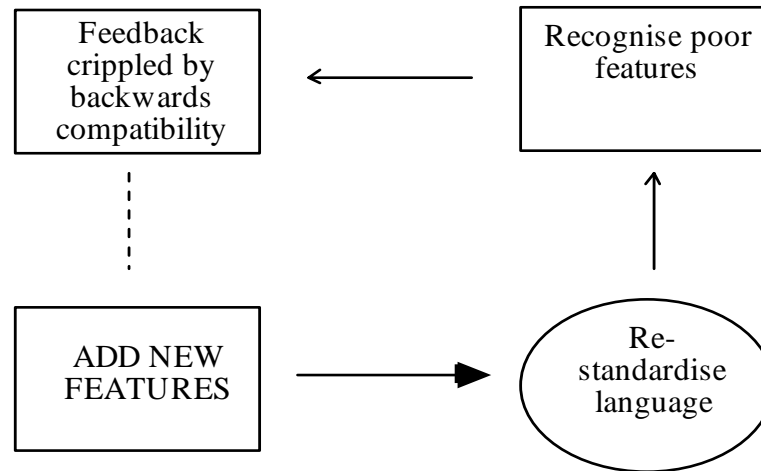 Feedback
crippled by
backwards
compatibility
Recognise poor
features
ADD NEW
FEATURES
Re-
standardise
language